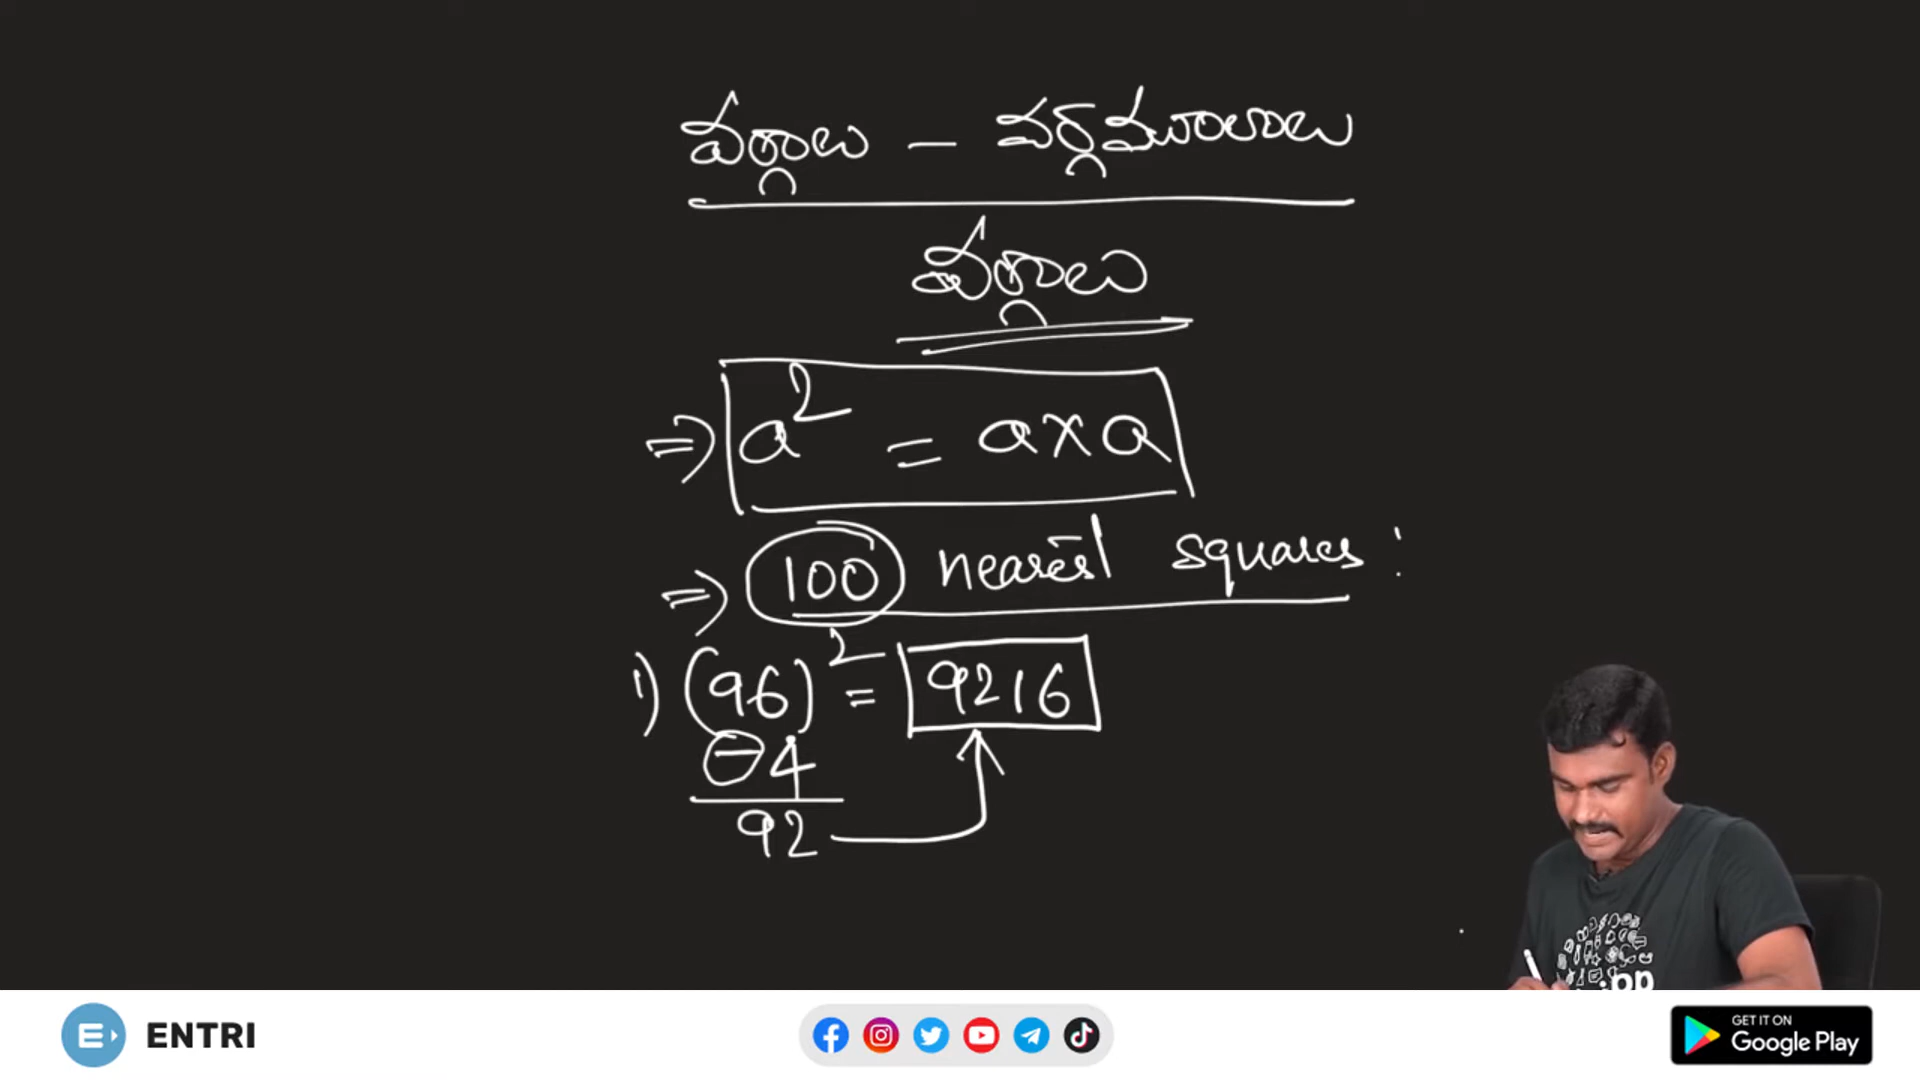 వర్గాలు - వర్గమూలాలు
వర్గాలు
⇒ a² = a×a
⇒ 100 nearest squares :
1) (96)² = 9216
⊖4
92
ENTRI
GET IT ON
Google Play